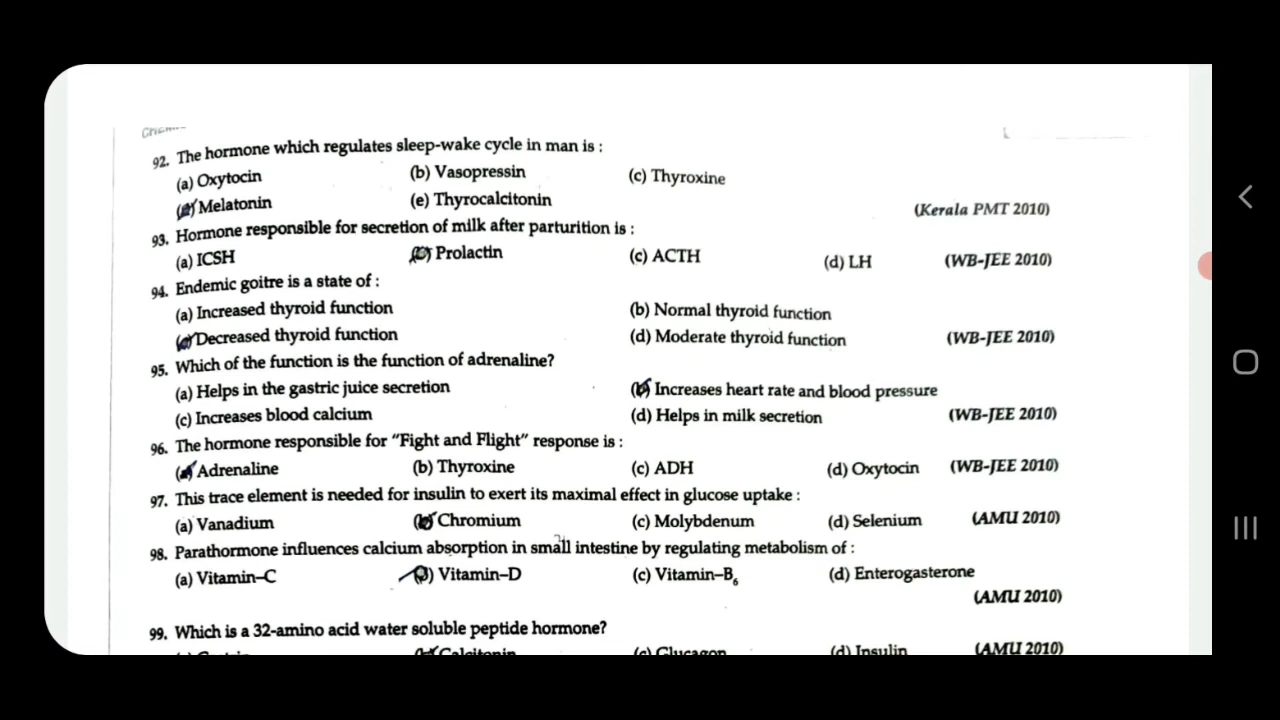 92. The hormone which regulates sleep-wake cycle in man is :
(a) Oxytocin (b) Vasopressin (c) Thyroxine
Melatonin (e) Thyrocalcitonin (Kerala PMT 2010)
93. Hormone responsible for secretion of milk after parturition is :
(a) ICSH (b) Prolactin (c) ACTH (d) LH (WB-JEE 2010)
94. Endemic goitre is a state of :
(a) Increased thyroid function (b) Normal thyroid function
(c) Decreased thyroid function (d) Moderate thyroid function (WB-JEE 2010)
95. Which of the function is the function of adrenaline?
(a) Helps in the gastric juice secretion (b) Increases heart rate and blood pressure
(c) Increases blood calcium (d) Helps in milk secretion (WB-JEE 2010)
96. The hormone responsible for "Fight and Flight" response is :
(a) Adrenaline (b) Thyroxine (c) ADH (d) Oxytocin (WB-JEE 2010)
97. This trace element is needed for insulin to exert its maximal effect in glucose uptake :
(a) Vanadium (b) Chromium (c) Molybdenum (d) Selenium (AMU 2010)
98. Parathormone influences calcium absorption in small intestine by regulating metabolism of :
(a) Vitamin–C (b) Vitamin–D (c) Vitamin–B₆ (d) Enterogasterone
(AMU 2010)
99. Which is a 32-amino acid water soluble peptide hormone?
Calcitonin (c) Glucagon (d) Insulin (AMU 2010)